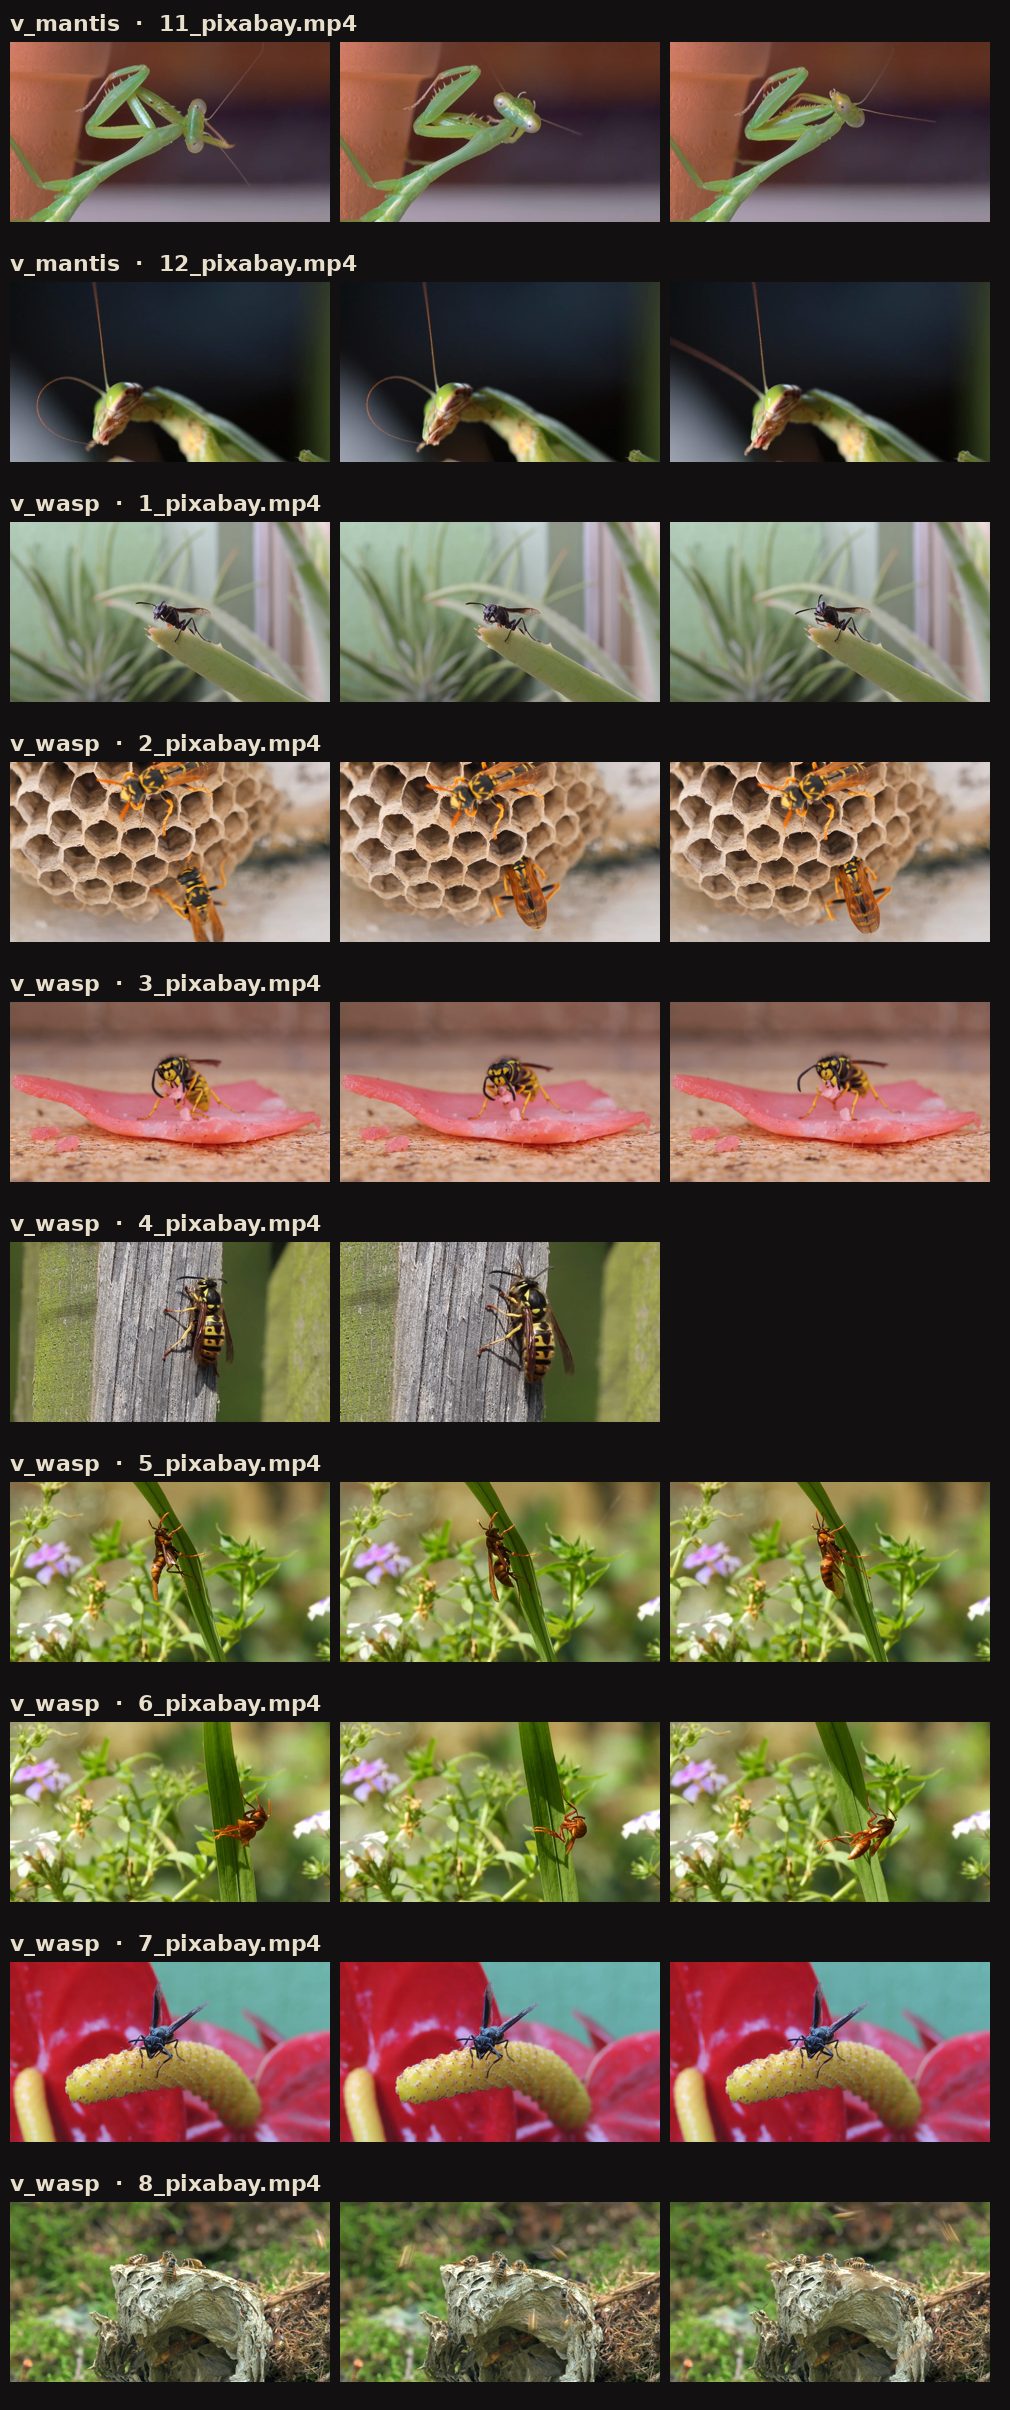 v_mantis · 11_pixabay.mp4
v_mantis · 12_pixabay.mp4
v_wasp · 1_pixabay.mp4
v_wasp · 2_pixabay.mp4
v_wasp · 3_pixabay.mp4
v_wasp · 4_pixabay.mp4
v_wasp · 5_pixabay.mp4
v_wasp · 6_pixabay.mp4
v_wasp · 7_pixabay.mp4
v_wasp · 8_pixabay.mp4